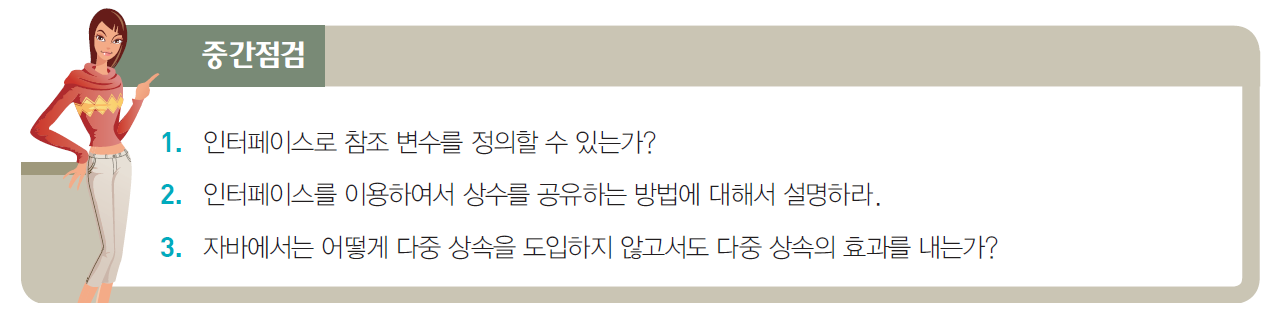 중간점검
1. 인터페이스로 참조 변수를 정의할 수 있는가?
2. 인터페이스를 이용하여서 상수를 공유하는 방법에 대해서 설명하라.
3. 자바에서는 어떻게 다중 상속을 도입하지 않고서도 다중 상속의 효과를 내는가?